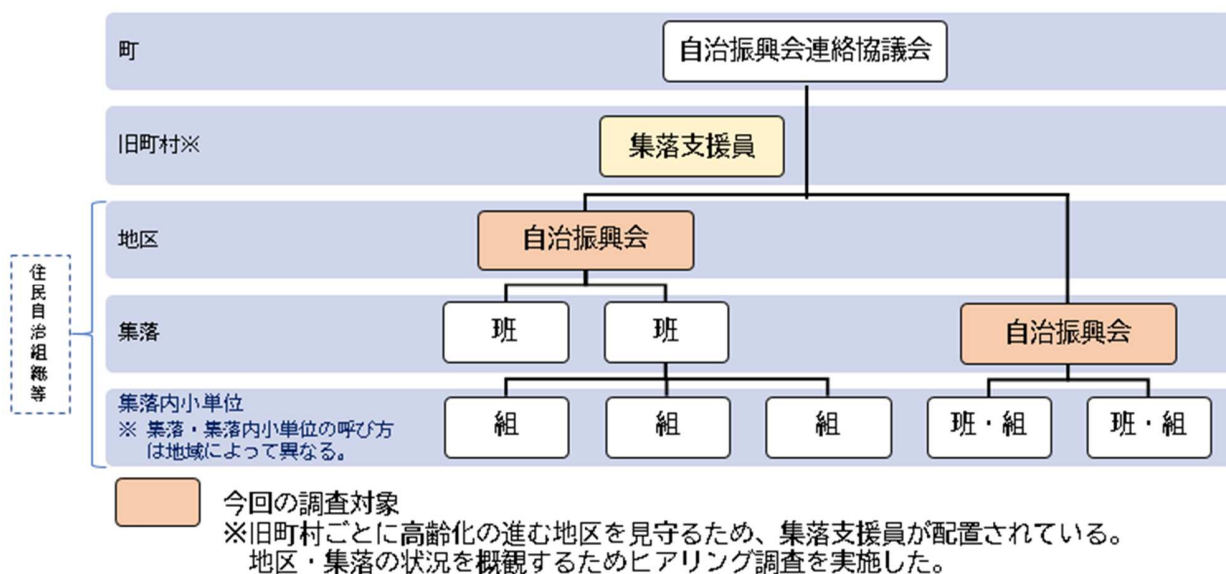 町
自治振興会連絡協議会
旧町村※
集落支援員
地区
自治振興会
住民自治組織等
集落
班
班
自治振興会
集落内小単位
※ 集落・集落内小単位の呼び方
は地域によって異なる。
組
組
組
班・組
班・組
今回の調査対象
※旧町村ごとに高齢化の進む地区を見守るため、集落支援員が配置されている。
地区・集落の状況を概観するためヒアリング調査を実施した。